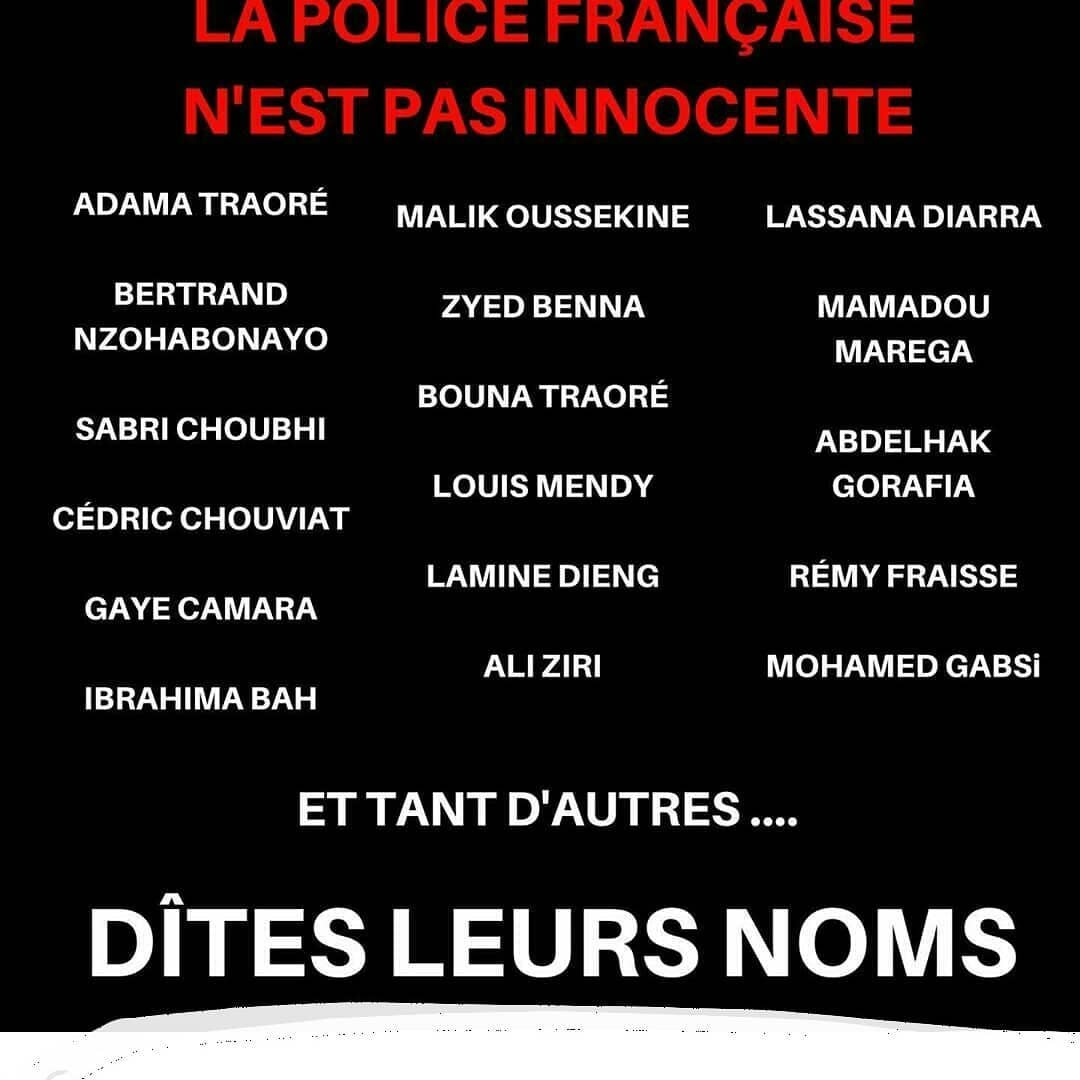 LA POLICE FRANÇAISE
N'EST PAS INNOCENTE
ADAMA TRAORÉ
BERTRAND
NZOHABONAYO
SABRI CHOUBHI
CÉDRIC CHOUVIAT
GAYE CAMARA
IBRAHIMA BAH
MALIK OUSSEKINE
ZYED BENNA
BOUNA TRAORÉ
LOUIS MENDY
LAMINE DIENG
ALI ZIRI
LASSANA DIARRA
MAMADOU
MAREGA
ABDELHAK
GORAFIA
RÉMY FRAISSE
MOHAMED GABSi
ET TANT D'AUTRES ....
DÎTES LEURS NOMS